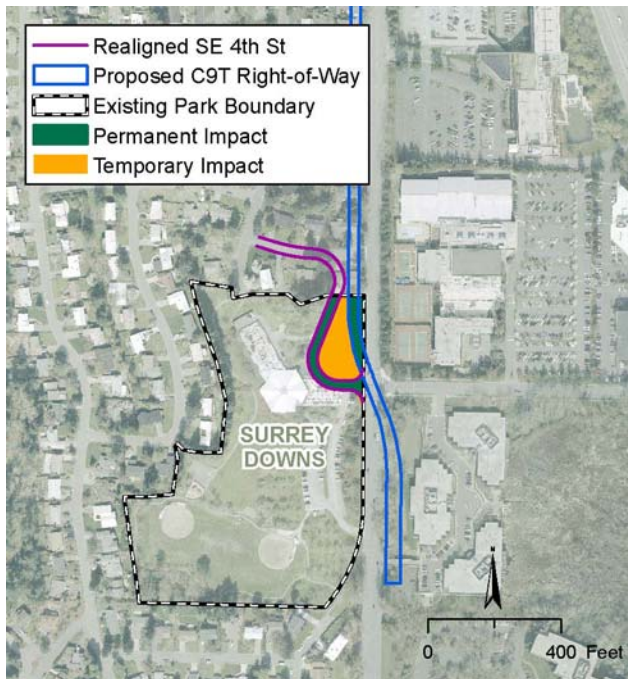 Realigned SE 4th St
Proposed C9T Right-of-Way
Existing Park Boundary
Permanent Impact
Temporary Impact
SURREY
DOWNS
0 400 Feet